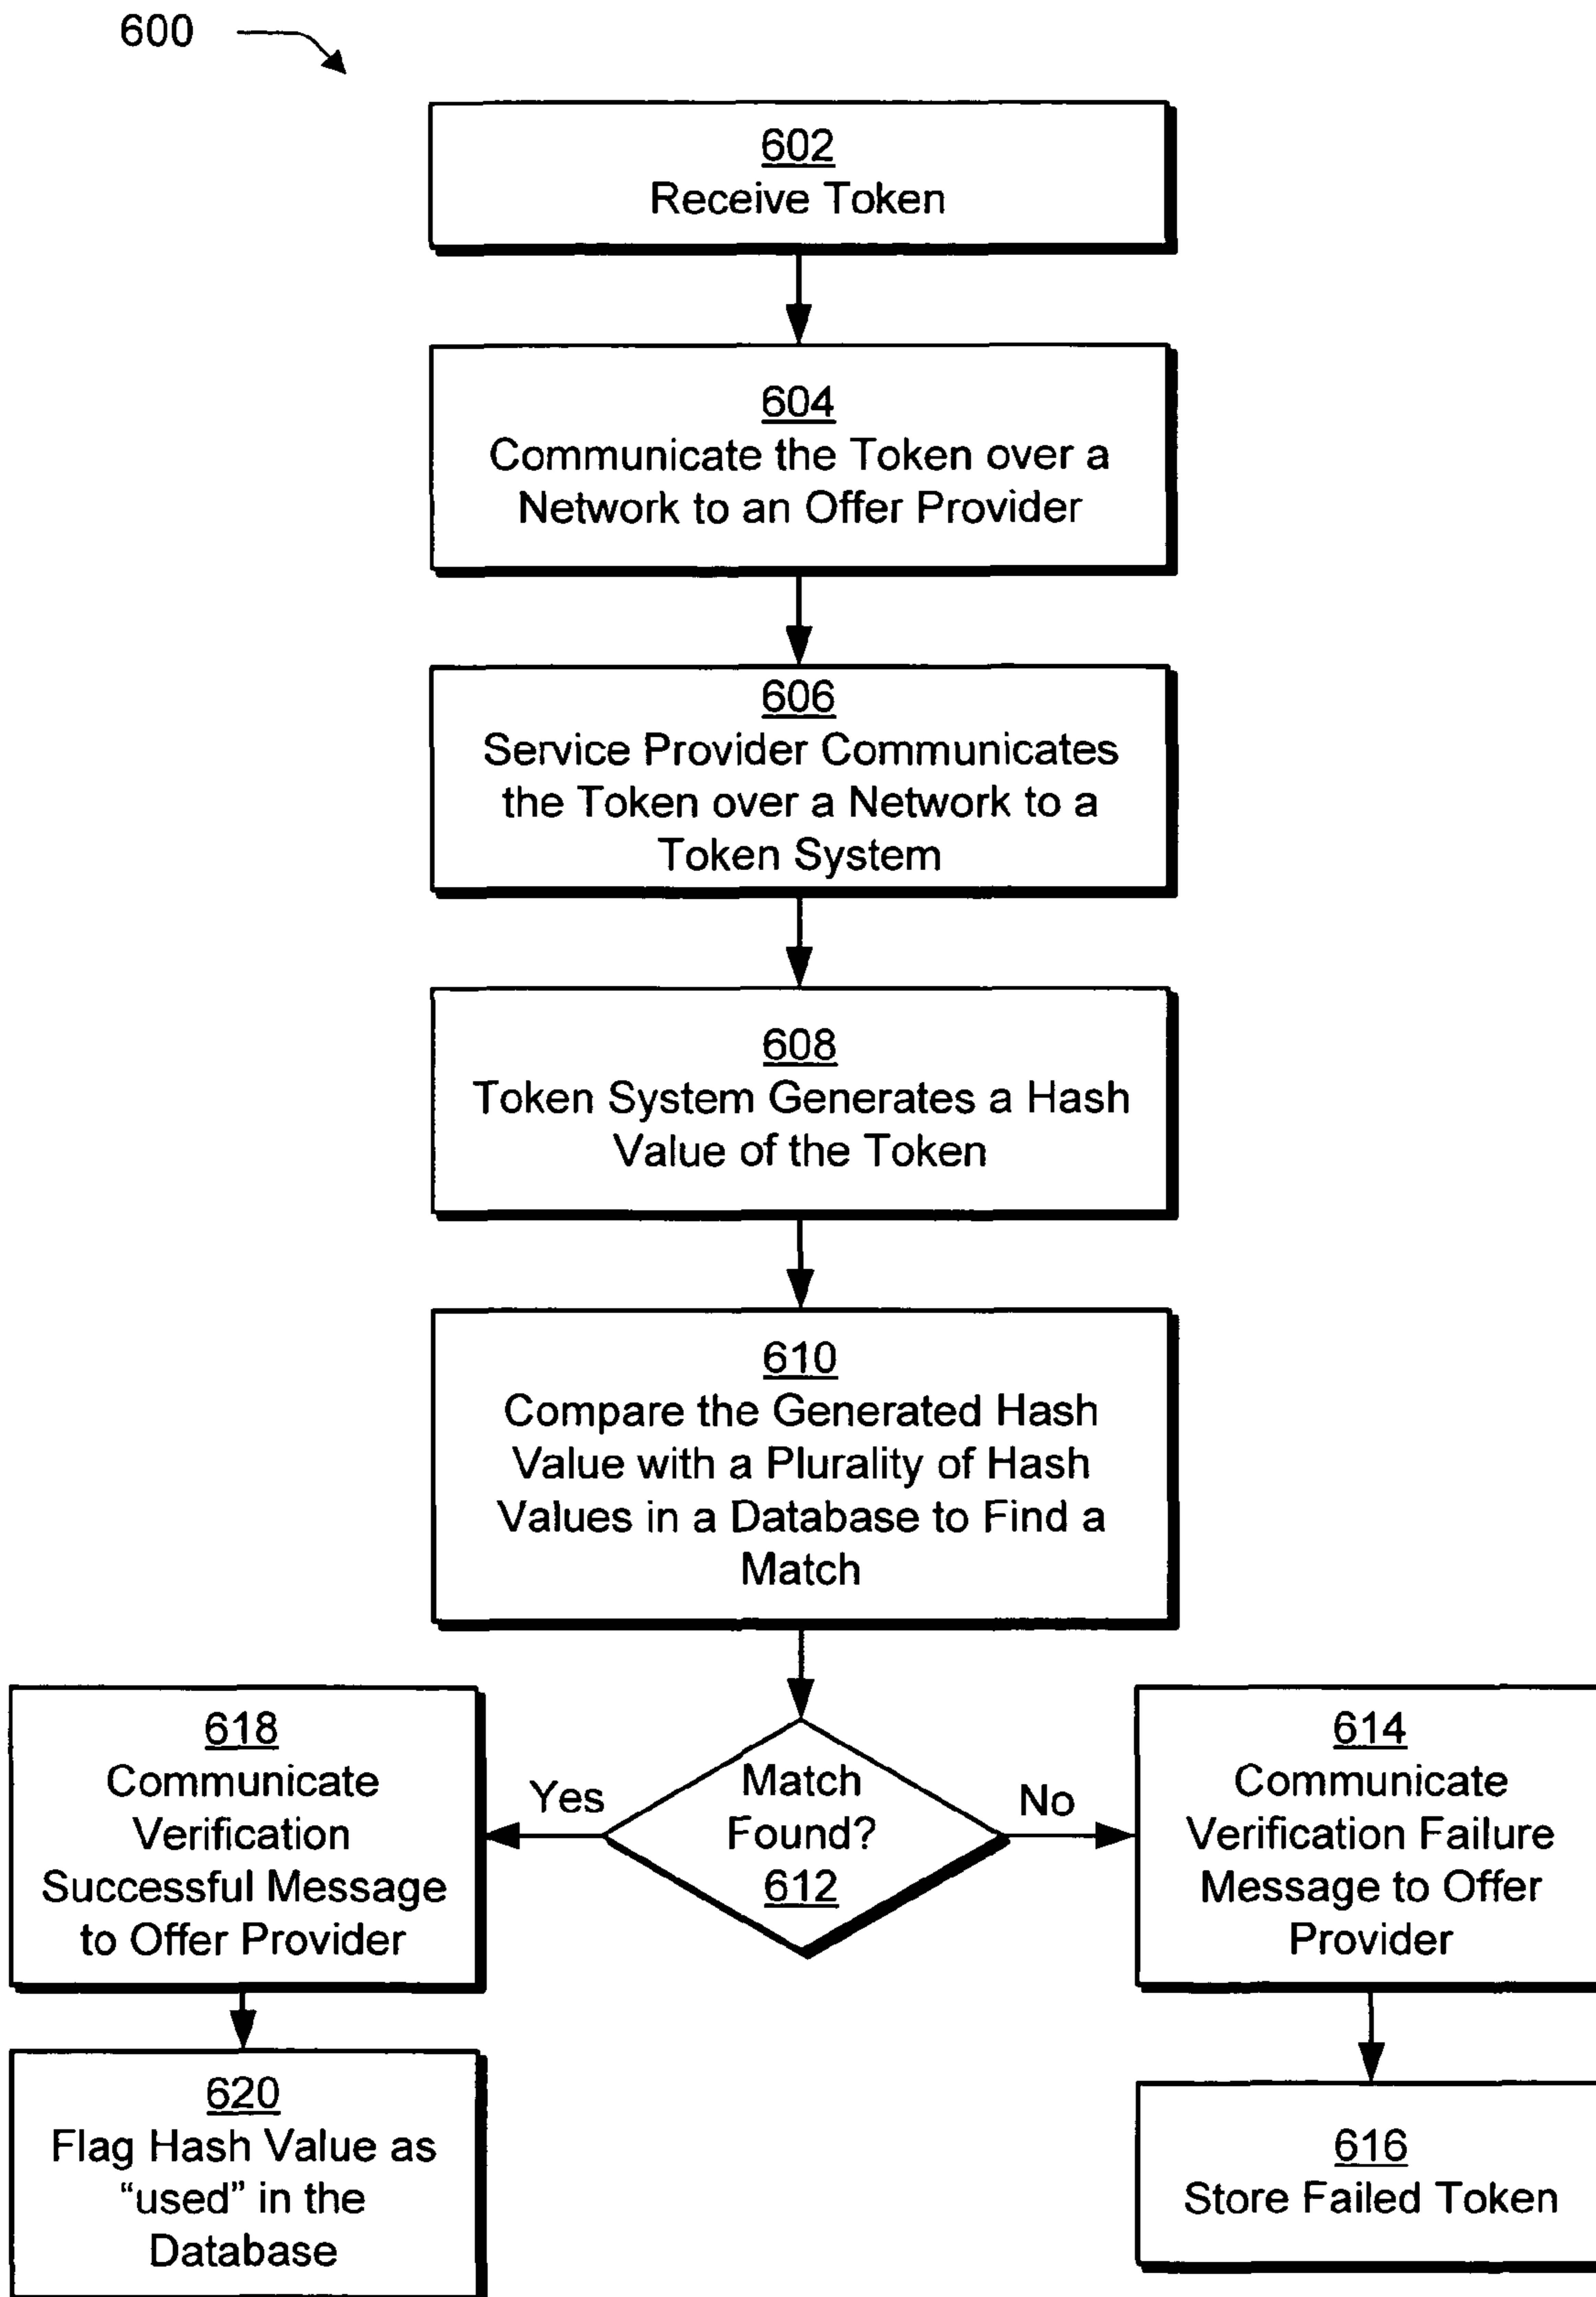 600
602
Receive Token
604
Communicate the Token over a
Network to an Offer Provider
606
Service Provider Communicates
the Token over a Network to a
Token System
608
Token System Generates a Hash
Value of the Token
610
Compare the Generated Hash
Value with a Plurality of Hash
Values in a Database to Find a
Match
Match
Found?
612
Yes
No
618
Communicate
Verification
Successful Message
to Offer Provider
614
Communicate
Verification Failure
Message to Offer
Provider
620
Flag Hash Value as
“used” in the
Database
616
Store Failed Token